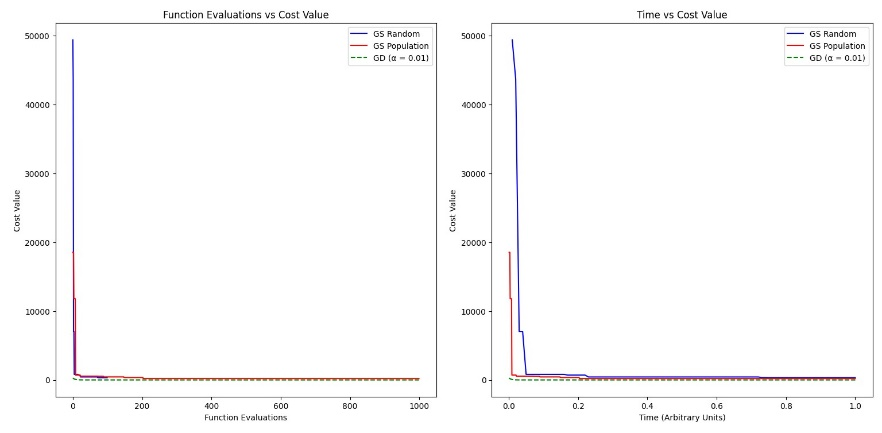 Function Evaluations vs Cost Value
Cost Value
50000
40000
30000
20000
10000
0
GS Random
GS Population
GD (α = 0.01)
0 200 400 600 800 1000
Function Evaluations
Time vs Cost Value
Cost Value
50000
40000
30000
20000
10000
0
GS Random
GS Population
GD (α = 0.01)
0.0 0.2 0.4 0.6 0.8 1.0
Time (Arbitrary Units)